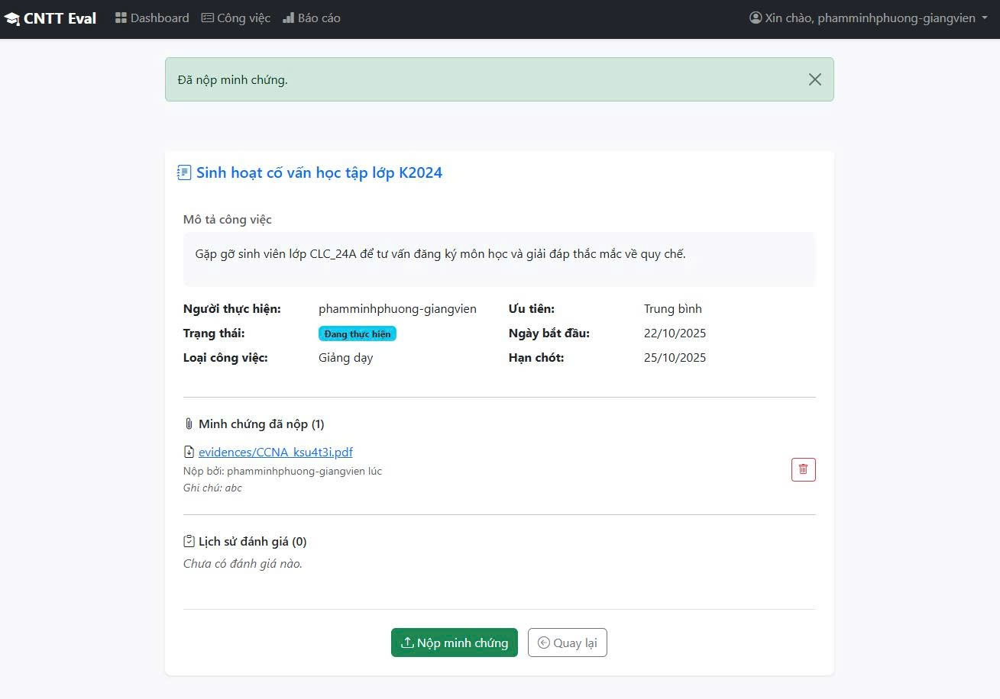 CNTT Eval Dashboard Công việc Báo cáo Xin chào, phamminhphuong-giangvien
Đã nộp minh chứng.
Sinh hoạt cố vấn học tập lớp K2024
Mô tả công việc
Gặp gỡ sinh viên lớp CLC_24A để tư vấn đăng ký môn học và giải đáp thắc mắc về quy chế.
Người thực hiện: phamminhphuong-giangvien Ưu tiên: Trung bình
Trạng thái: Đang thực hiện Ngày bắt đầu: 22/10/2025
Loại công việc: Giảng dạy Hạn chót: 25/10/2025
Minh chứng đã nộp (1)
evidences/CCNA_ksu4t3i.pdf
Nộp bởi: phamminhphuong-giangvien lúc
Ghi chú: abc
Lịch sử đánh giá (0)
Chưa có đánh giá nào.
Nộp minh chứng Quay lại